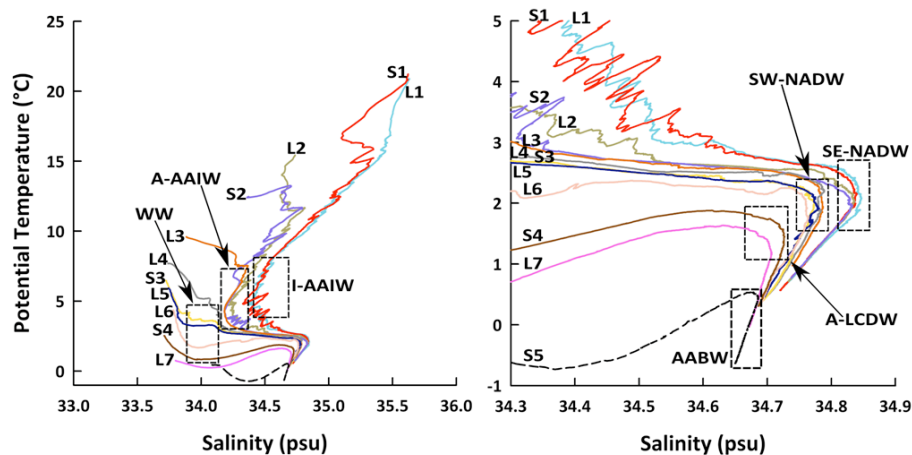 25
20
15
10
5
0
33.0
33.5
34.0
34.5
35.0
35.5
36.0
Potential Temperature (°C)
Salinity (psu)
S1
L1
L2
A-AAIW
S2
WW
L3
L4
S3
L5
L6
S4
L7
I-AAIW
5
4
3
2
1
0
-1
34.3
34.4
34.5
34.6
34.7
34.8
34.9
Salinity (psu)
S1
L1
SW-NADW
S2
L2
SE-NADW
L3
L4
S3
L5
L6
S4
L7
A-LCDW
S5
AABW